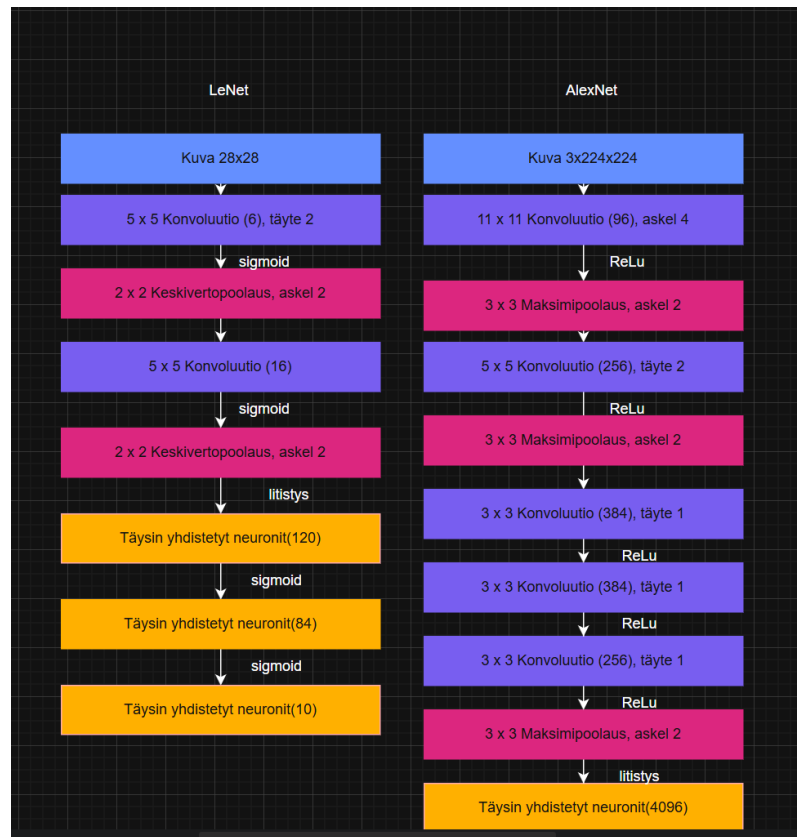 LeNet
Kuva 28x28
5 x 5 Konvoluutio (6), täyte 2
sigmoid
2 x 2 Keskivertopoolaus, askel 2
5 x 5 Konvoluutio (16)
sigmoid
2 x 2 Keskivertopoolaus, askel 2
litistys
Täysin yhdistetyt neuronit(120)
sigmoid
Täysin yhdistetyt neuronit(84)
sigmoid
Täysin yhdistetyt neuronit(10)
AlexNet
Kuva 3x224x224
11 x 11 Konvoluutio (96), askel 4
ReLu
3 x 3 Maksimipoolaus, askel 2
5 x 5 Konvoluutio (256), täyte 2
ReLu
3 x 3 Maksimipoolaus, askel 2
3 x 3 Konvoluutio (384), täyte 1
ReLu
3 x 3 Konvoluutio (384), täyte 1
ReLu
3 x 3 Konvoluutio (256), täyte 1
ReLu
3 x 3 Maksimipoolaus, askel 2
litistys
Täysin yhdistetyt neuronit(4096)